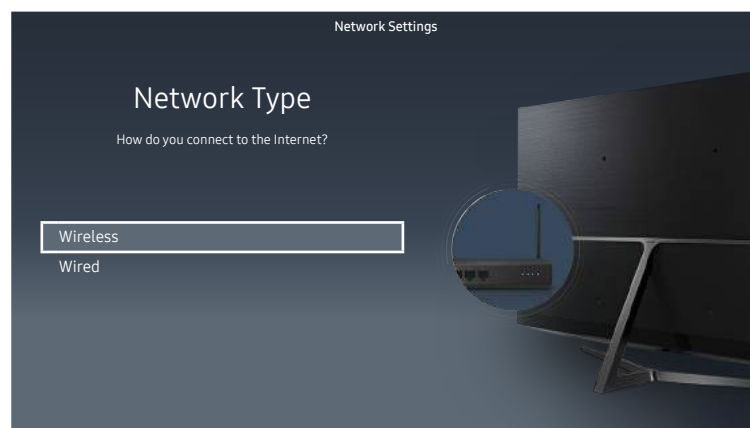 Network Settings
Network Type
How do you connect to the Internet?
Wireless
Wired